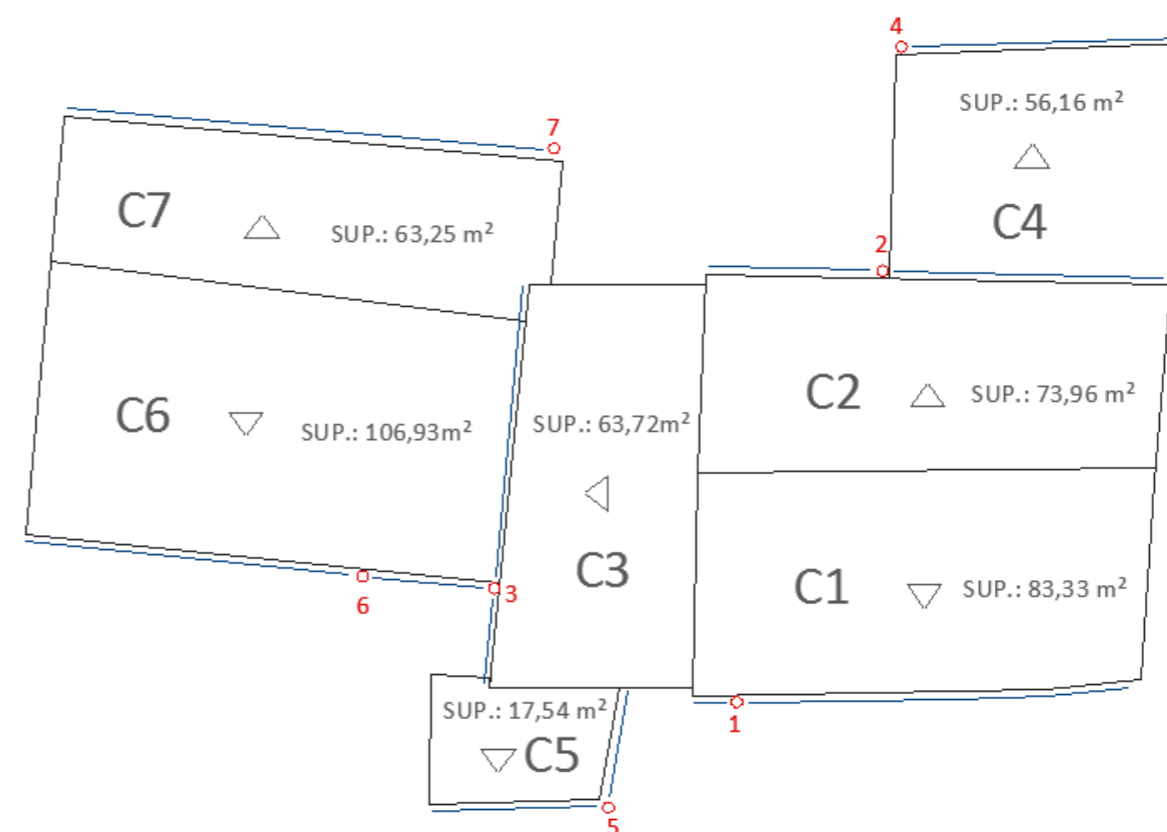 4
SUP.: 56,16 m²
C4
7
C7
SUP.: 63,25 m²
2
C2
SUP.: 73,96 m²
C6
SUP.: 106,93m²
SUP.: 63,72m²
C3
C1
SUP.: 83,33 m²
6
3
1
SUP.: 17,54 m²
C5
5